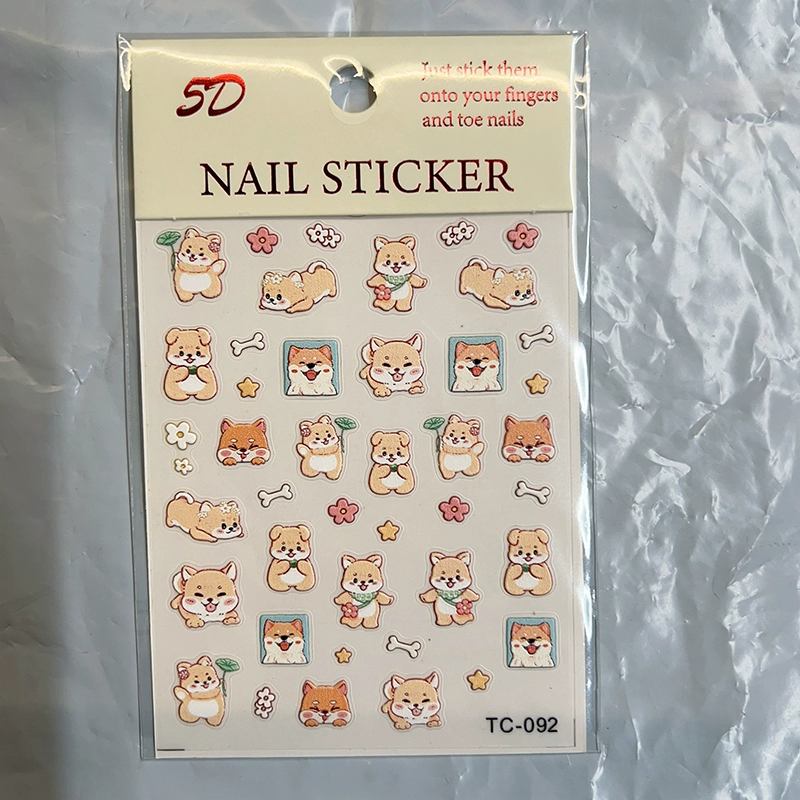 5D
Just stick them
onto your fingers
and toe nails
NAIL STICKER
TC-092